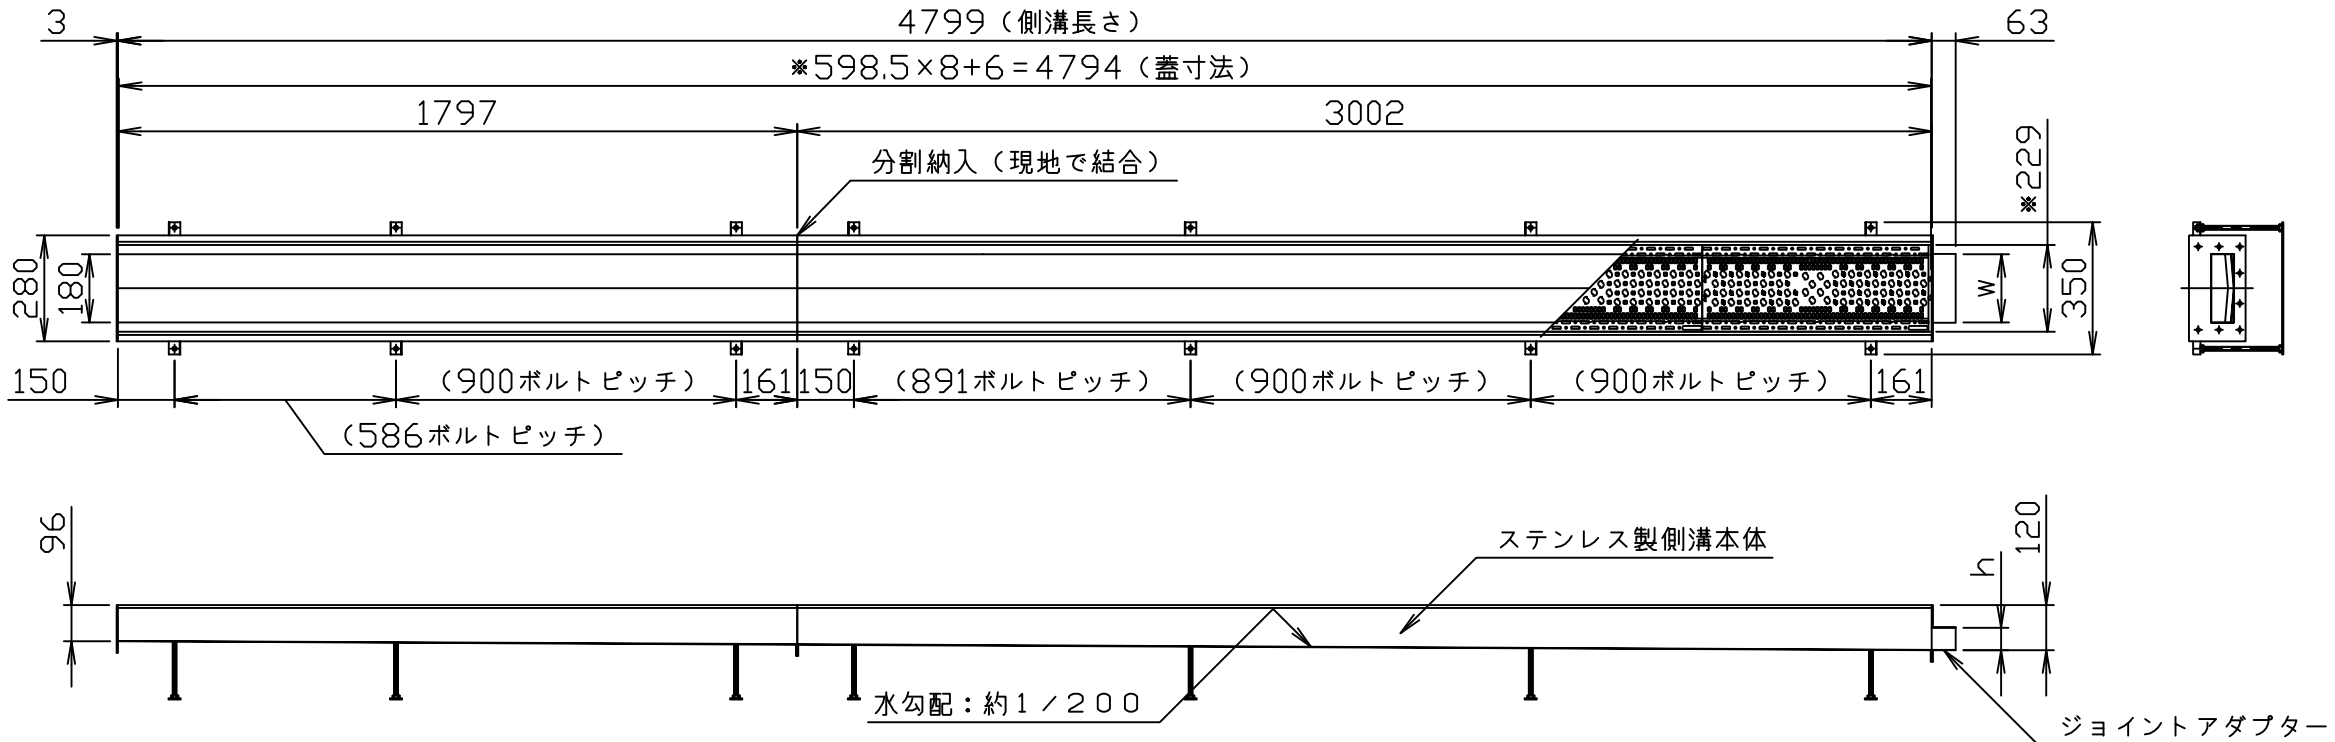 3
4799（側溝長さ）
63
※598.5×8+6=4794（蓋寸法）
1797
3002
分割納入（現地で結合）
※229
280
180
w
350
150
（900ボルトピッチ）
161
150
（891ボルトピッチ）
（900ボルトピッチ）
（900ボルトピッチ）
161
（586ボルトピッチ）
96
ステンレス製側溝本体
h
120
水勾配：約1／200
ジョイントアダプター